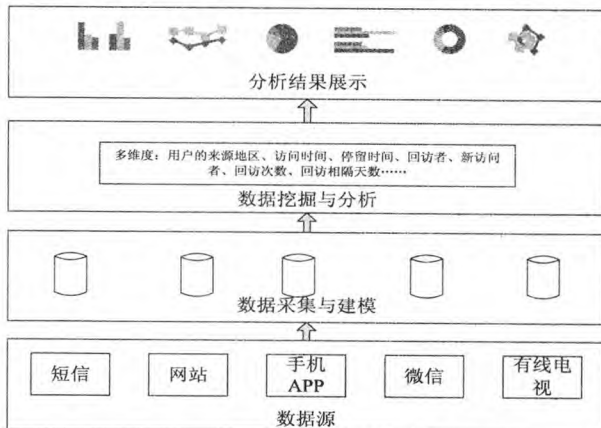 分析结果展示
多维度：用户的来源地区、访问时间、停留时间、回访者、新访问
者、回访次数、回访相隔天数……
数据挖掘与分析
数据采集与建模
短信
网站
手机
APP
微信
有线电
视
数据源